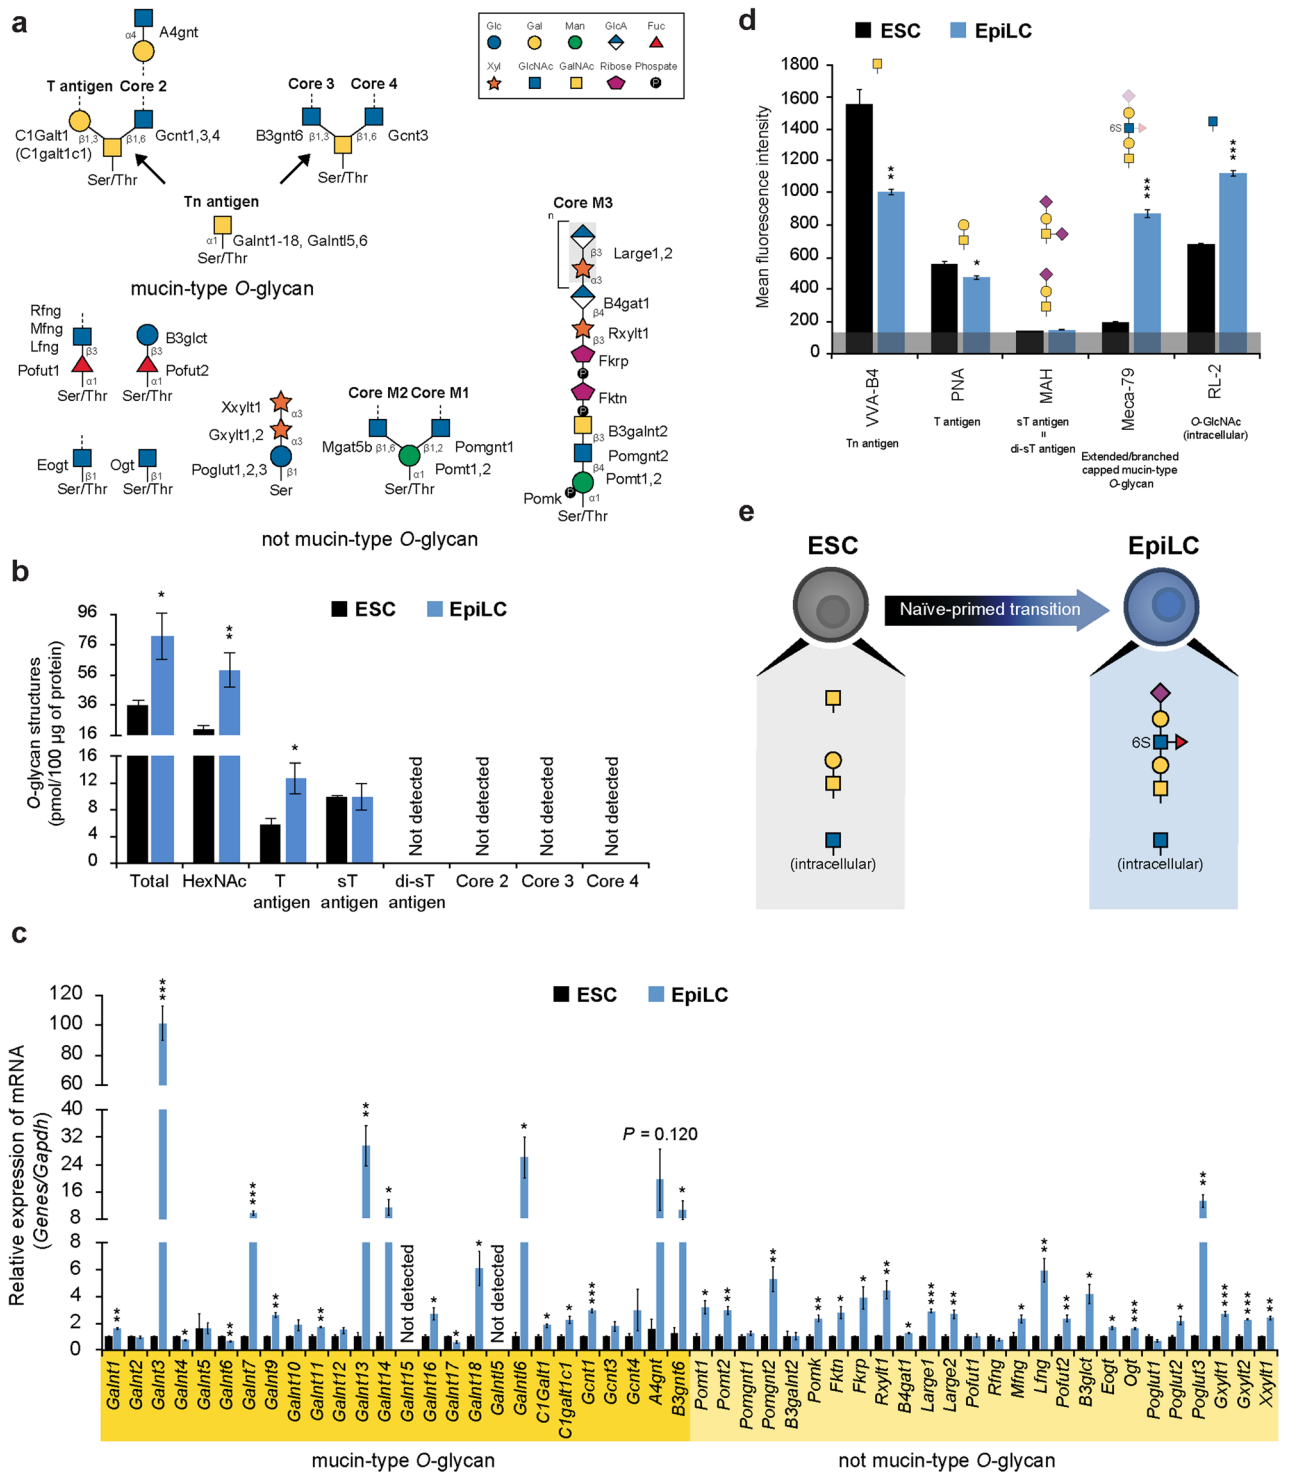 a
A4gnt
α4
T antigen Core 2
C1Galt1
(C1galt1c1)
β1,3
β1,6
Gcnt1,3,4
Ser/Thr
Core 3 Core 4
B3gnt6
β1,3
β1,6
Gcnt3
Ser/Thr
Glc Gal Man GlcA Fuc
Xyl GlcNAc GalNAc Ribose Phospate
P
Tn antigen
α1
Galnt1-18, Galntl5,6
Ser/Thr
mucin-type O-glycan
Rfng
Mfng
Lfng
β3
Pofut1
α1
Ser/Thr
B3glct
β3
Pofut2
α1
Ser/Thr
Xxylt1
α3
Gxylt1,2
α3
Poglut1,2,3
β1
Ser
Eogt
β1
Ser/Thr
Ogt
β1
Ser/Thr
Core M2 Core M1
Mgat5b
β1,6
β1,2
Pomgnt1
Pomt1,2
α1
Ser/Thr
Core M3
n
β3
Large1,2
α3
B4gat1
β4
Rxylt1
β3
Fkrp
P
Fktn
P
B3galnt2
β3
Pomgnt2
β4
Pomt1,2
Pomk
P
α1
Ser/Thr
not mucin-type O-glycan
b
ESC EpiLC
O-glycan structures
(pmol/100 µg of protein)
96
76
56
36
16
16
12
8
4
0
*
**
*
Not detected
Not detected
Not detected
Not detected
Total HexNAc T antigen sT antigen di-sT antigen Core 2 Core 3 Core 4
c
ESC EpiLC
Relative expression of mRNA
(Genes/Gapdh)
120
100
80
60
40
32
24
16
8
8
6
4
2
0
Not detected
Not detected
P = 0.120
Galnt1
Galnt2
Galnt3
Galnt4
Galnt5
Galnt6
Galnt7
Galnt9
Galnt10
Galnt11
Galnt12
Galnt13
Galnt14
Galnt15
Galnt16
Galnt17
Galnt18
Galntl5
Galntl6
C1Galt1
C1galt1c1
Gcnt1
Gcnt3
Gcnt4
A4gnt
B3gnt6
Pomt1
Pomt2
Pomgnt1
Pomgnt2
B3galnt2
Pomk
Fktn
Fkrp
Rxylt1
B4gat1
Large1
Large2
Pofut1
Rfng
Mfng
Lfng
Pofut2
B3glct
Eogt
Ogt
Poglut1
Poglut2
Poglut3
Gxylt1
Gxylt2
Xxylt1
mucin-type O-glycan
not mucin-type O-glycan
d
ESC EpiLC
Mean fluorescence intensity
1800
1600
1400
1200
1000
800
600
400
200
0
**
*
6S
***
***
VVA-B4
Tn antigen
PNA
T antigen
MAH
sT antigen
=
di-sT antigen
Meca-79
Extended/branched
capped mucin-type
O-glycan
RL-2
O-GlcNAc
(intracellular)
e
ESC
Naïve-primed transition
EpiLC
(intracellular)
6S
(intracellular)